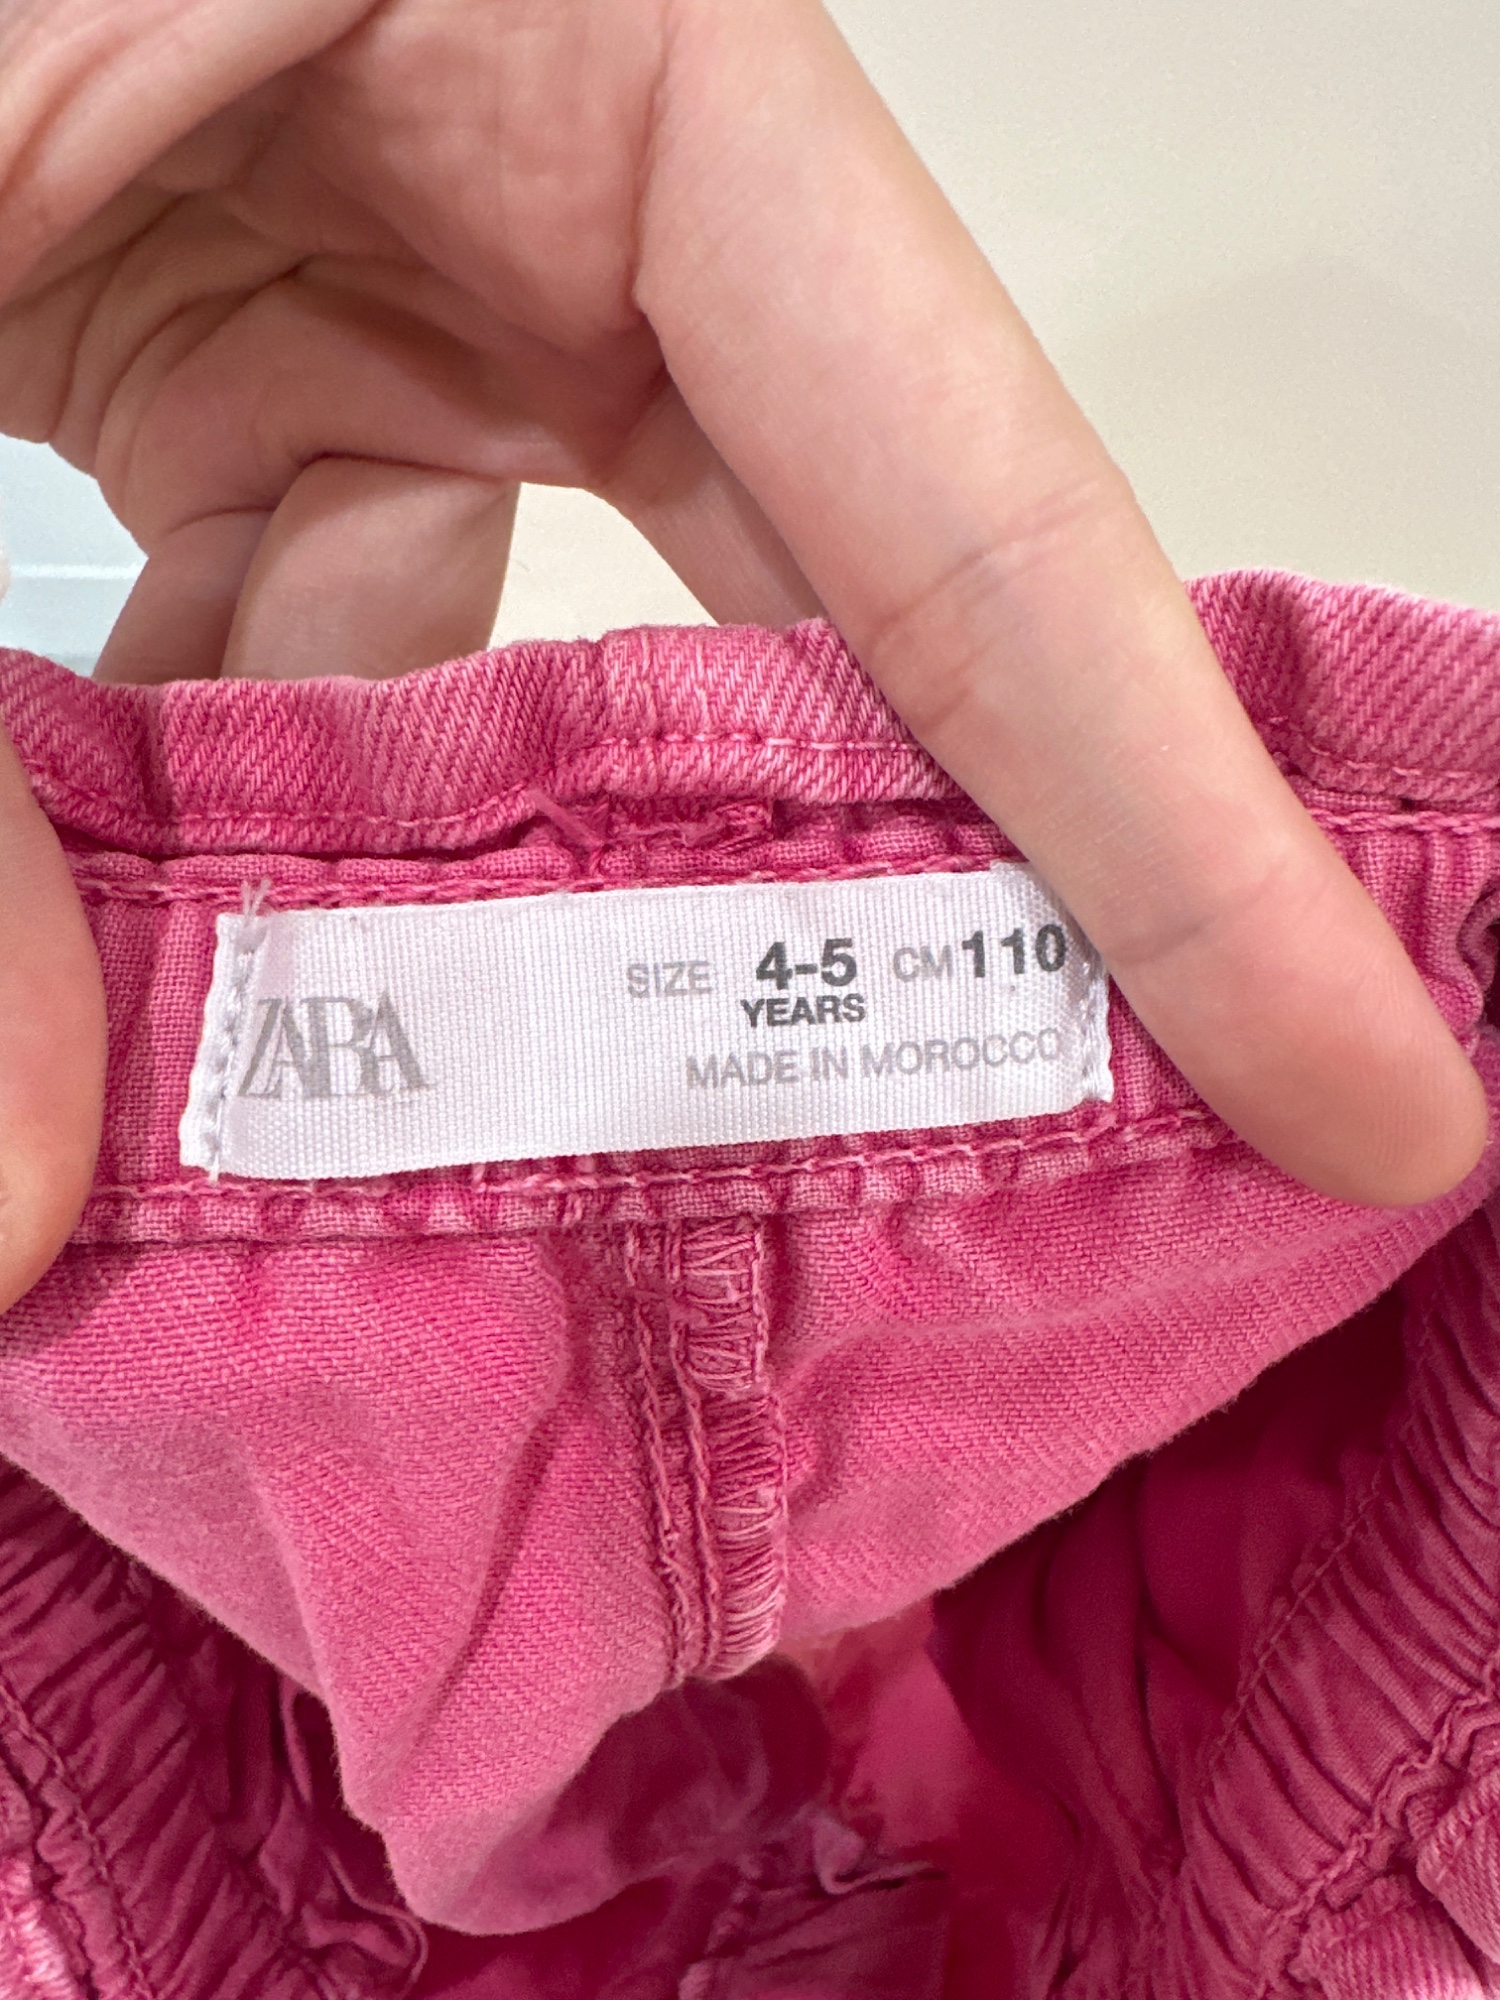 ZARA
SIZE 4-5 CM 110
YEARS
MADE IN MOROCCO